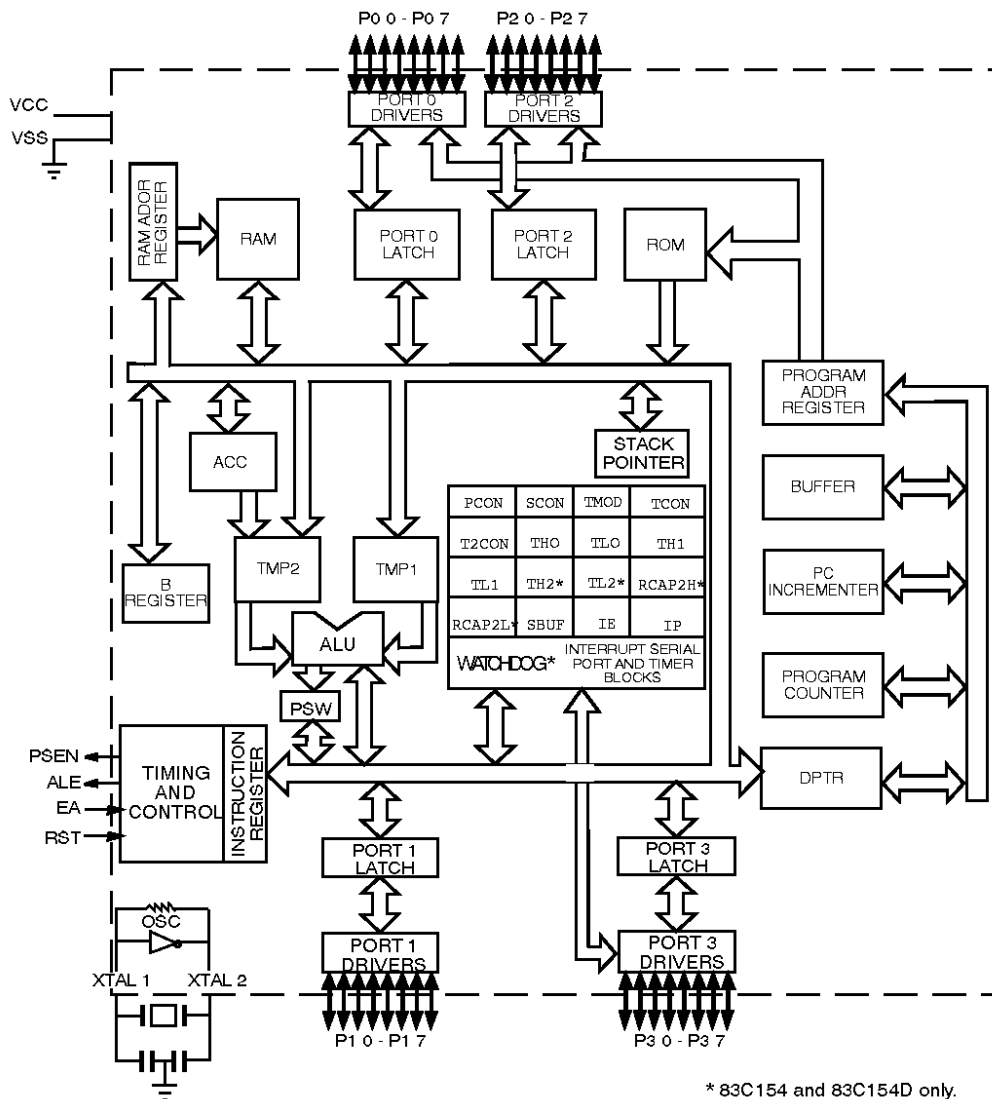 P0 0 - P0 7
P2 0 - P2 7
VCC
VSS
PORT 0
DRIVERS
PORT 2
DRIVERS
RAM ADDR
REGISTER
RAM
PORT 0
LATCH
PORT 2
LATCH
ROM
PROGRAM
ADDR
REGISTER
ACC
STACK
POINTER
BUFFER
PCON SCON TMOD TCON
T2CON TH0 TL0 TH1
TL1 TH2* TL2* RCAP2H*
RCAP2L* SBUF IE IP
WATCHDOG*
INTERRUPT SERIAL
PORT AND TIMER
BLOCKS
TMP2
TMP1
B
REGISTER
PC
INCREMENTER
ALU
PSW
PROGRAM
COUNTER
PSEN
ALE
EA
RST
TIMING
AND
CONTROL
INSTRUCTION
REGISTER
DPTR
PORT 1
LATCH
PORT 3
LATCH
OSC
PORT 1
DRIVERS
PORT 3
DRIVERS
XTAL 1
XTAL 2
P1 0 - P1 7
P3 0 - P3 7
* 83C154 and 83C154D only.